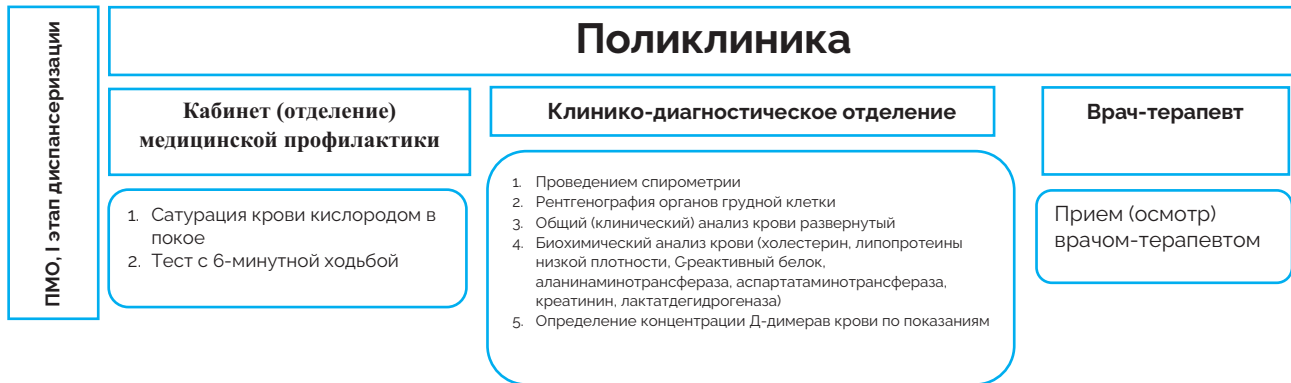 ПМО, I этап диспансеризации
Поликлиника
Кабинет (отделение)
медицинской профилактики
1. Сатурация крови кислородом в
покое
2. Тест с 6-минутной ходьбой
Клинико-диагностическое отделение
1. Проведением спирометрии
2. Рентгенография органов грудной клетки
3. Общий (клинический) анализ крови развернутый
4. Биохимический анализ крови (холестерин, липопротеины
низкой плотности, С-реактивный белок,
аланинаминотрансфераза, аспартатаминотрансфераза,
креатинин, лактатдегидрогеназа)
5. Определение концентрации Д-димерав крови по показаниям
Врач-терапевт
Прием (осмотр)
врачом-терапевтом